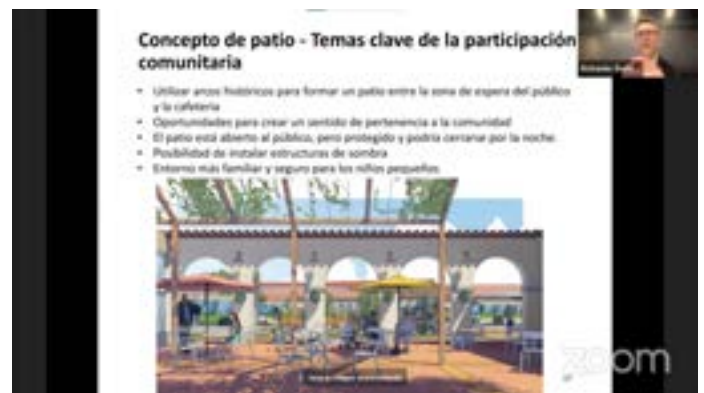 Concepto de patio - Temas clave de la participación
comunitaria
• Utilizar arcos históricos para formar un patio entre la zona de espera del público
y la cafetería
• Oportunidades para crear un sentido de pertenencia a la comunidad
• El patio está abierto al público, pero protegido y podría cerrarse por la noche.
• Posibilidad de instalar estructuras de sombra
• Entorno más familiar y seguro para los niños pequeños
zoom